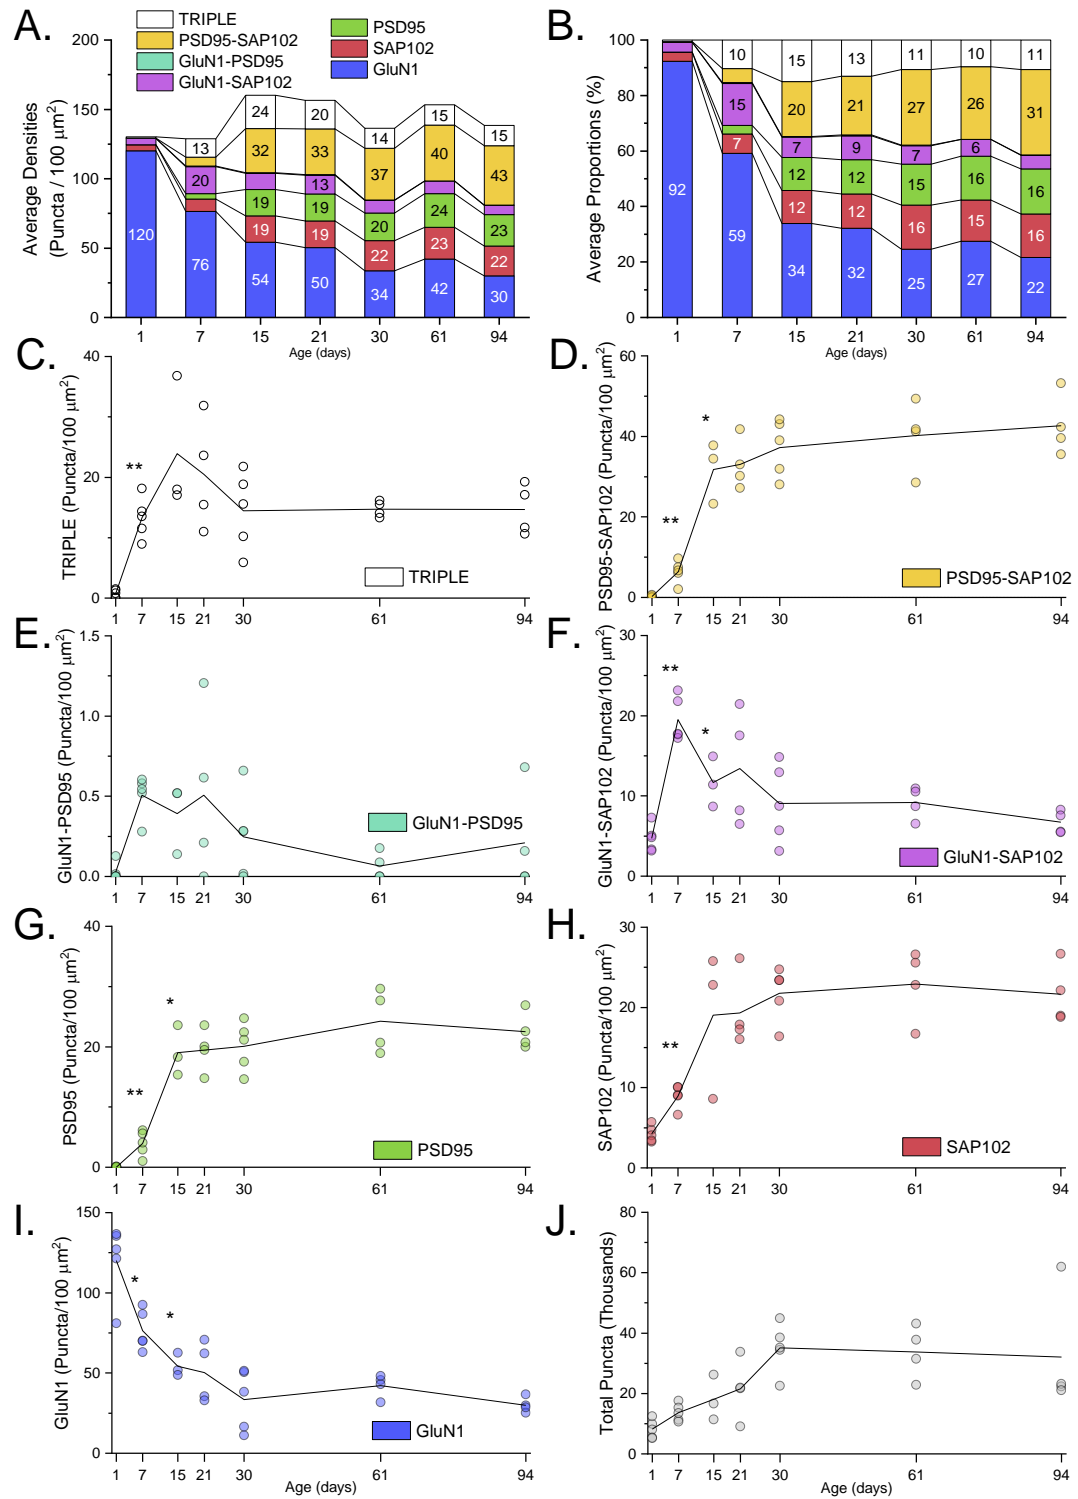 A.
TRIPLE
PSD95-SAP102
GluN1-PSD95
GluN1-SAP102
PSD95
SAP102
GluN1
Average Densities
(Puncta / 100 μm²)
200
150
100
50
0
120
13
20
76
24
32
19
19
54
20
33
13
19
19
50
14
37
20
22
34
15
40
24
23
42
15
43
23
22
30
1 7 15 21 30 61 94
Age (days)
B.
Average Proportions (%)
100
80
60
40
20
0
92
10
15
7
59
15
20
7
12
12
34
13
21
9
12
12
32
11
27
7
15
16
25
10
26
6
16
15
27
11
31
16
16
22
1 7 15 21 30 61 94
Age (days)
C.
TRIPLE (Puncta/100 μm²)
40
20
0
**
TRIPLE
1 7 15 21 30 61 94
D.
PSD95-SAP102 (Puncta/100 μm²)
60
40
20
0
**
*
PSD95-SAP102
1 7 15 21 30 61 94
E.
GluN1-PSD95 (Puncta/100 μm²)
1.5
1.0
0.5
0.0
GluN1-PSD95
1 7 15 21 30 61 94
F.
GluN1-SAP102 (Puncta/100 μm²)
30
20
10
0
**
*
GluN1-SAP102
1 7 15 21 30 61 94
G.
PSD95 (Puncta/100 μm²)
40
20
0
**
*
PSD95
1 7 15 21 30 61 94
H.
SAP102 (Puncta/100 μm²)
30
20
10
0
**
SAP102
1 7 15 21 30 61 94
I.
GluN1 (Puncta/100 μm²)
150
100
50
0
*
*
GluN1
1 7 15 21 30 61 94
Age (days)
J.
Total Puncta (Thousands)
80
60
40
20
0
1 7 15 21 30 61 94
Age (days)